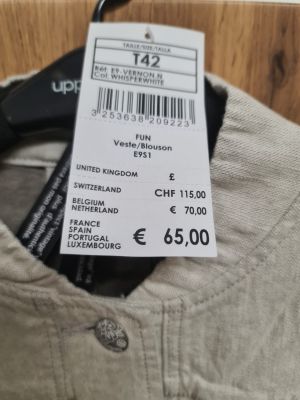 TAILLE/SIZE/TALLA
T42
Réf: E9-VERNON.N
Col: WHISPERWHITE
3 253638 209223
FUN
Veste/Blouson
E9S1
UNITED KINGDOM £
SWITZERLAND CHF 115,00
BELGIUM
NETHERLAND € 70,00
FRANCE
SPAIN
PORTUGAL
LUXEMBOURG
€ 65,00